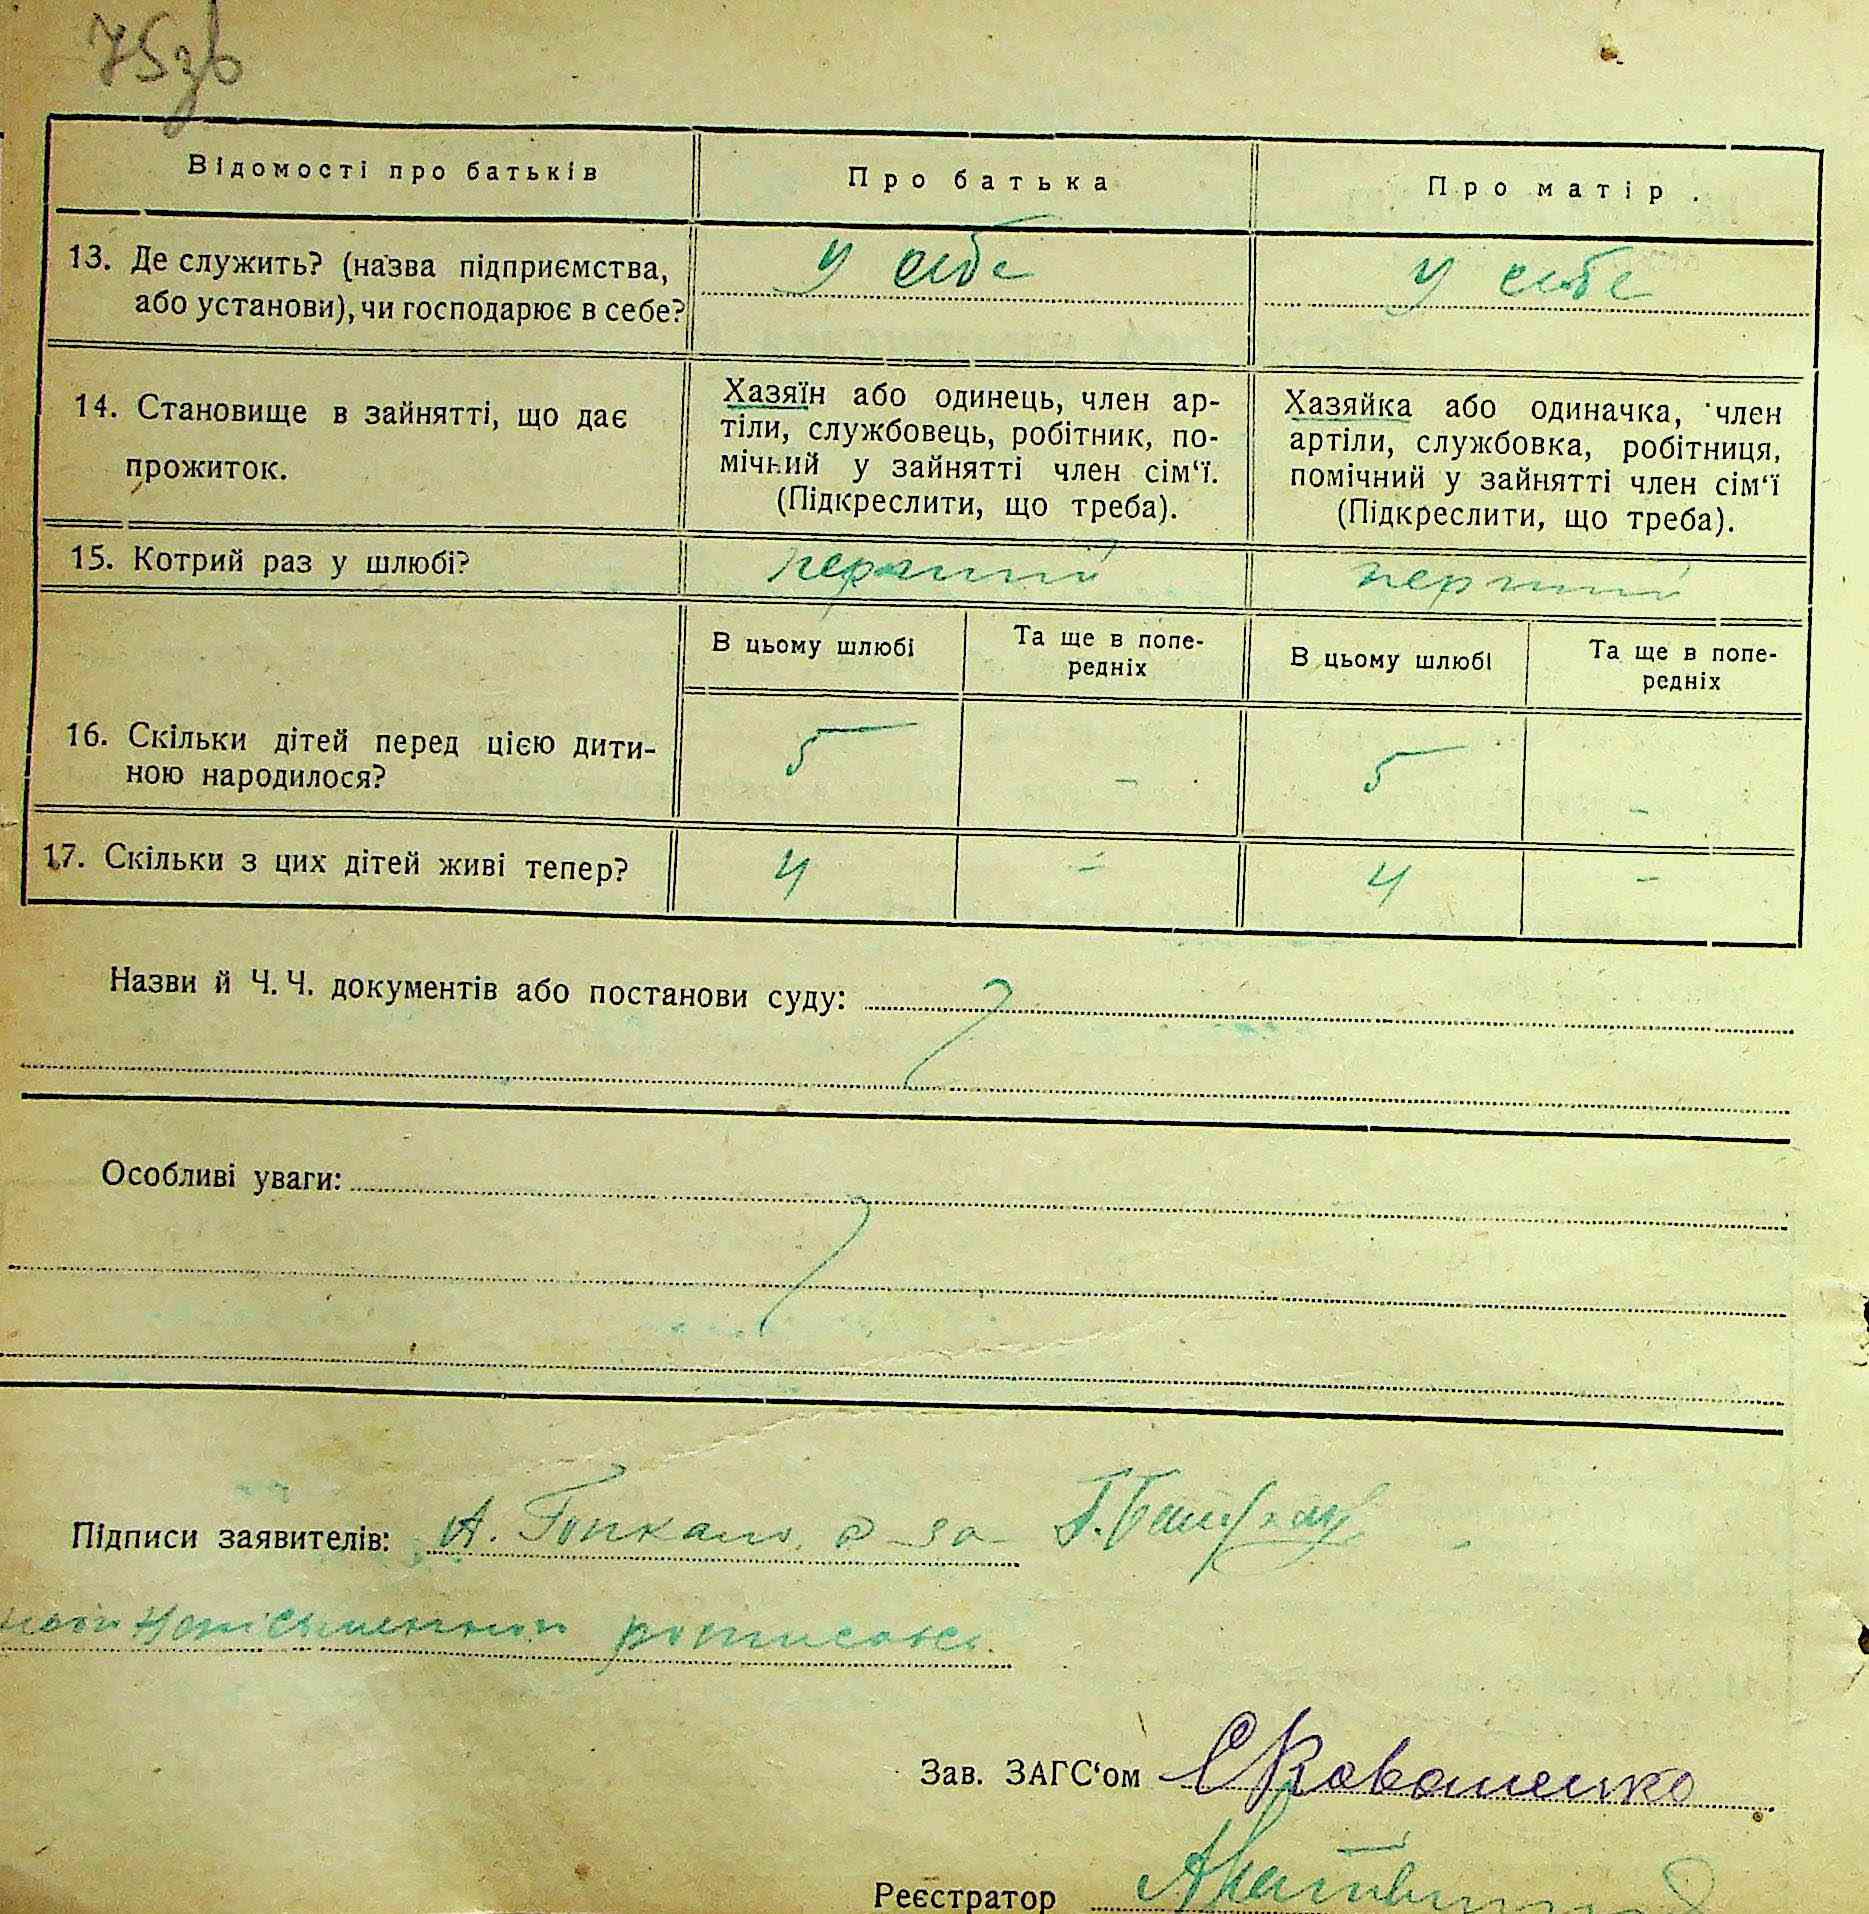 75зв
Відомості про батьків Про батька Про матір.
13. Де служить? (назва підприємства, у себе у себе
або установи), чи господарює в себе?
14. Становище в зайнятті, що дає
прожиток.
Хазяїн або одинець, член ар-
тіли, службовець, робітник, по-
мічний у зайнятті член сім‘ї.
(Підкреслити, що треба).
Хазяйка або одиначка, член
артіли, службовка, робітниця,
помічний у зайнятті член сім‘ї
(Підкреслити, що треба).
15. Котрий раз у шлюбі? перший перший
В цьому шлюбі Та ще в попе-
редніх
В цьому шлюбі Та ще в попе-
редніх
16. Скільки дітей перед цією дити- 5 - 5 -
ною народилося?
17. Скільки з цих дітей живі тепер? 4 - 4 -
Назви й Ч. Ч. документів або постанови суду:
Особливі уваги:
Підписи заявителів: А. Гопкало, а за
неписьменний росписавсь
Зав. ЗАГС‘ом
Реєстратор